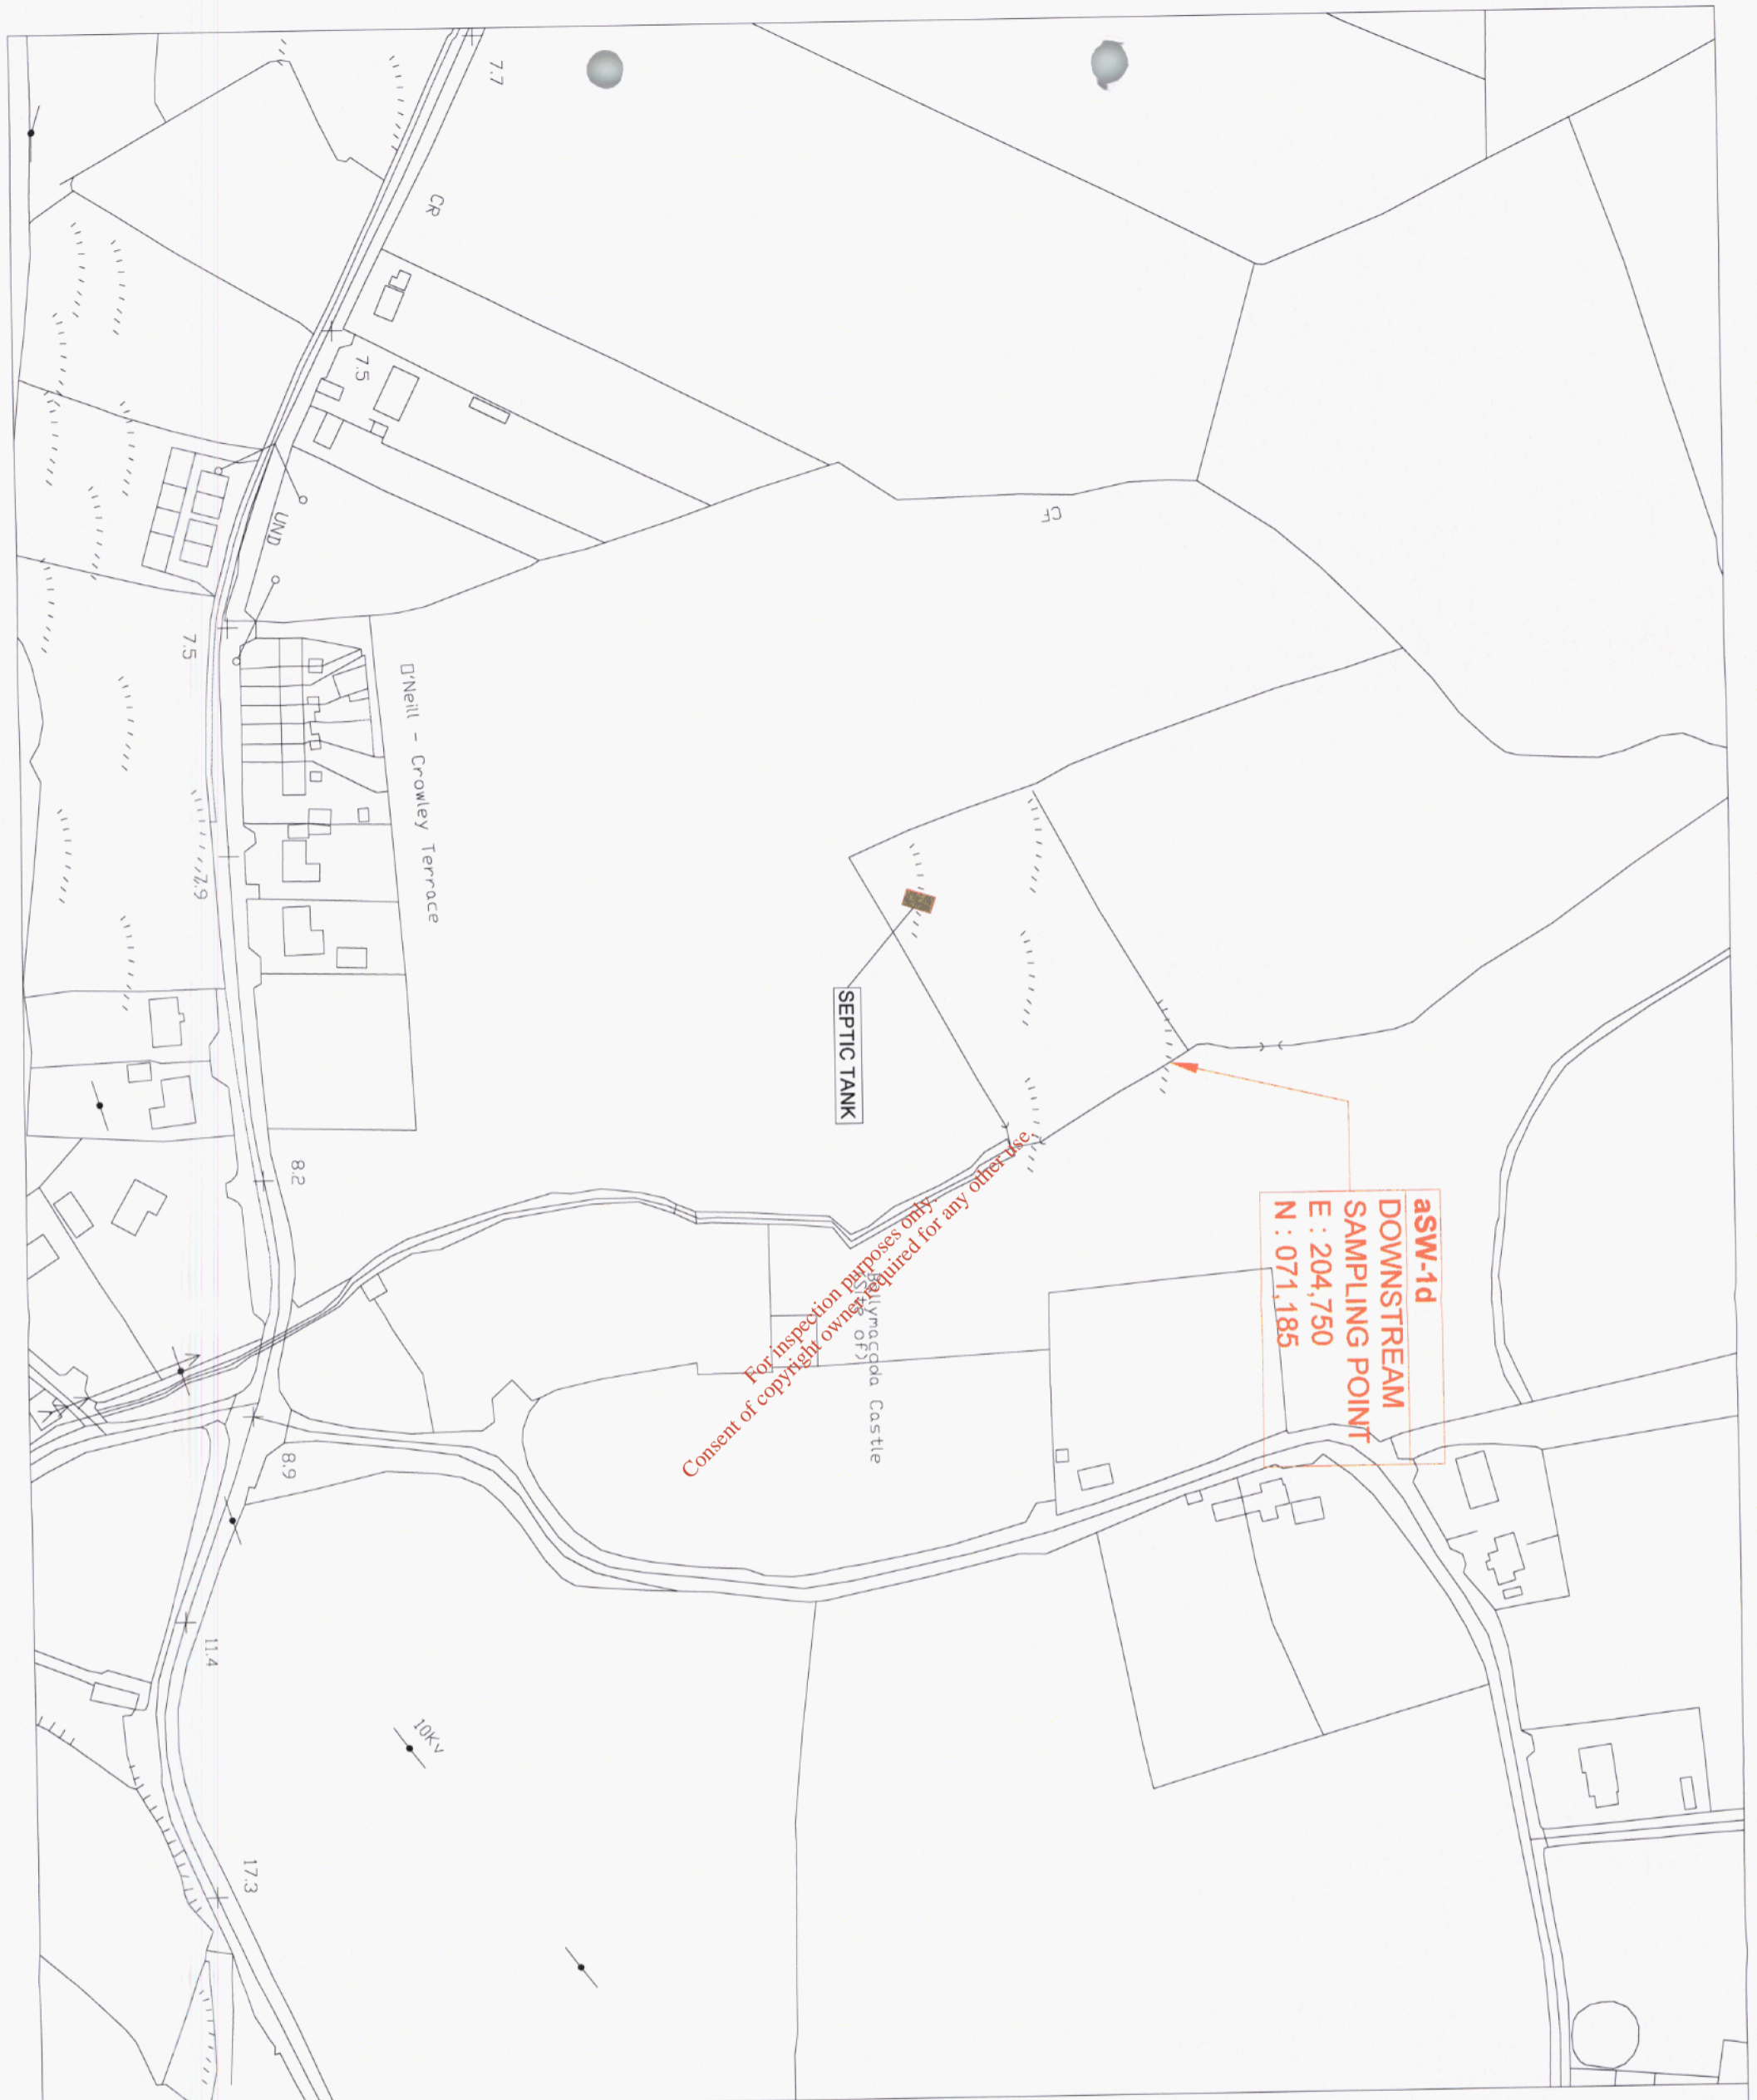 7.7
CR
7.5
UND
7.5
CF
□'Neill - Crowley Terrace
7.9
SEPTIC TANK
aSW-1d
DOWNSTREAM
SAMPLING POINT
E : 204,750
N : 071,185
8.2
Ballymacoda Castle
(Site Of)
For inspection purposes only.
Consent of copyright owner required for any other use.
8.9
11.4
10Kv
17.3